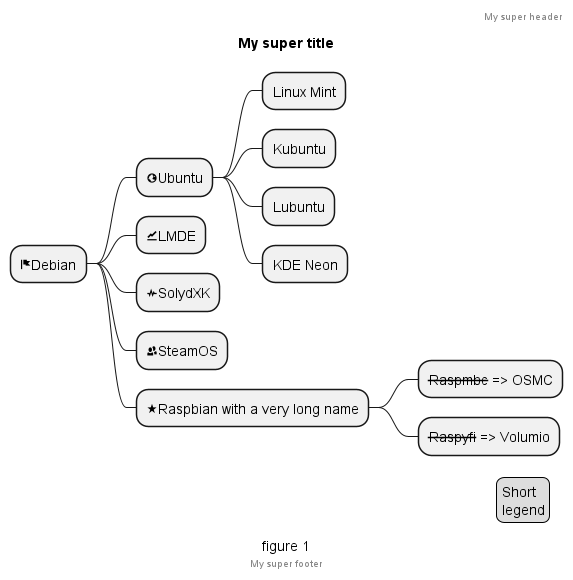 My super header
My super title
Linux Mint
Kubuntu
Ubuntu
Lubuntu
LMDE
KDE Neon
Debian
SolydXK
SteamOS
Raspmbc => OSMC
Raspbian with a very long name
Raspyfi => Volumio
Short
legend
figure 1
My super footer